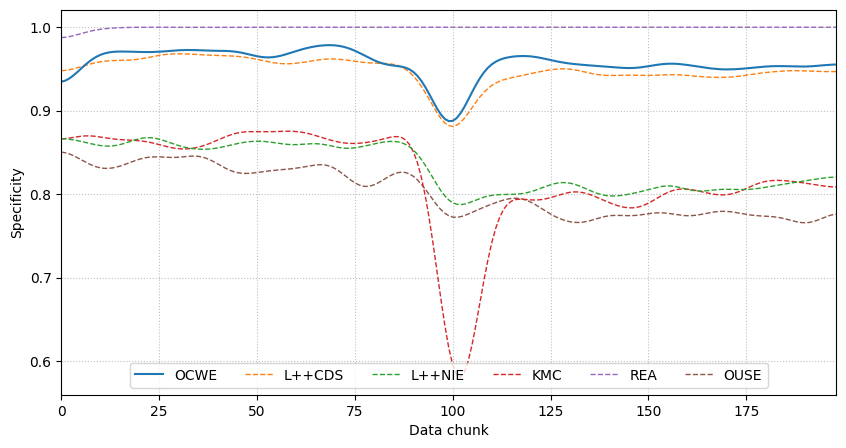 1.0
0.9
0.8
0.7
0.6
Specificity
OCWE L++CDS L++NIE KMC REA OUSE
0 25 50 75 100 125 150 175
Data chunk